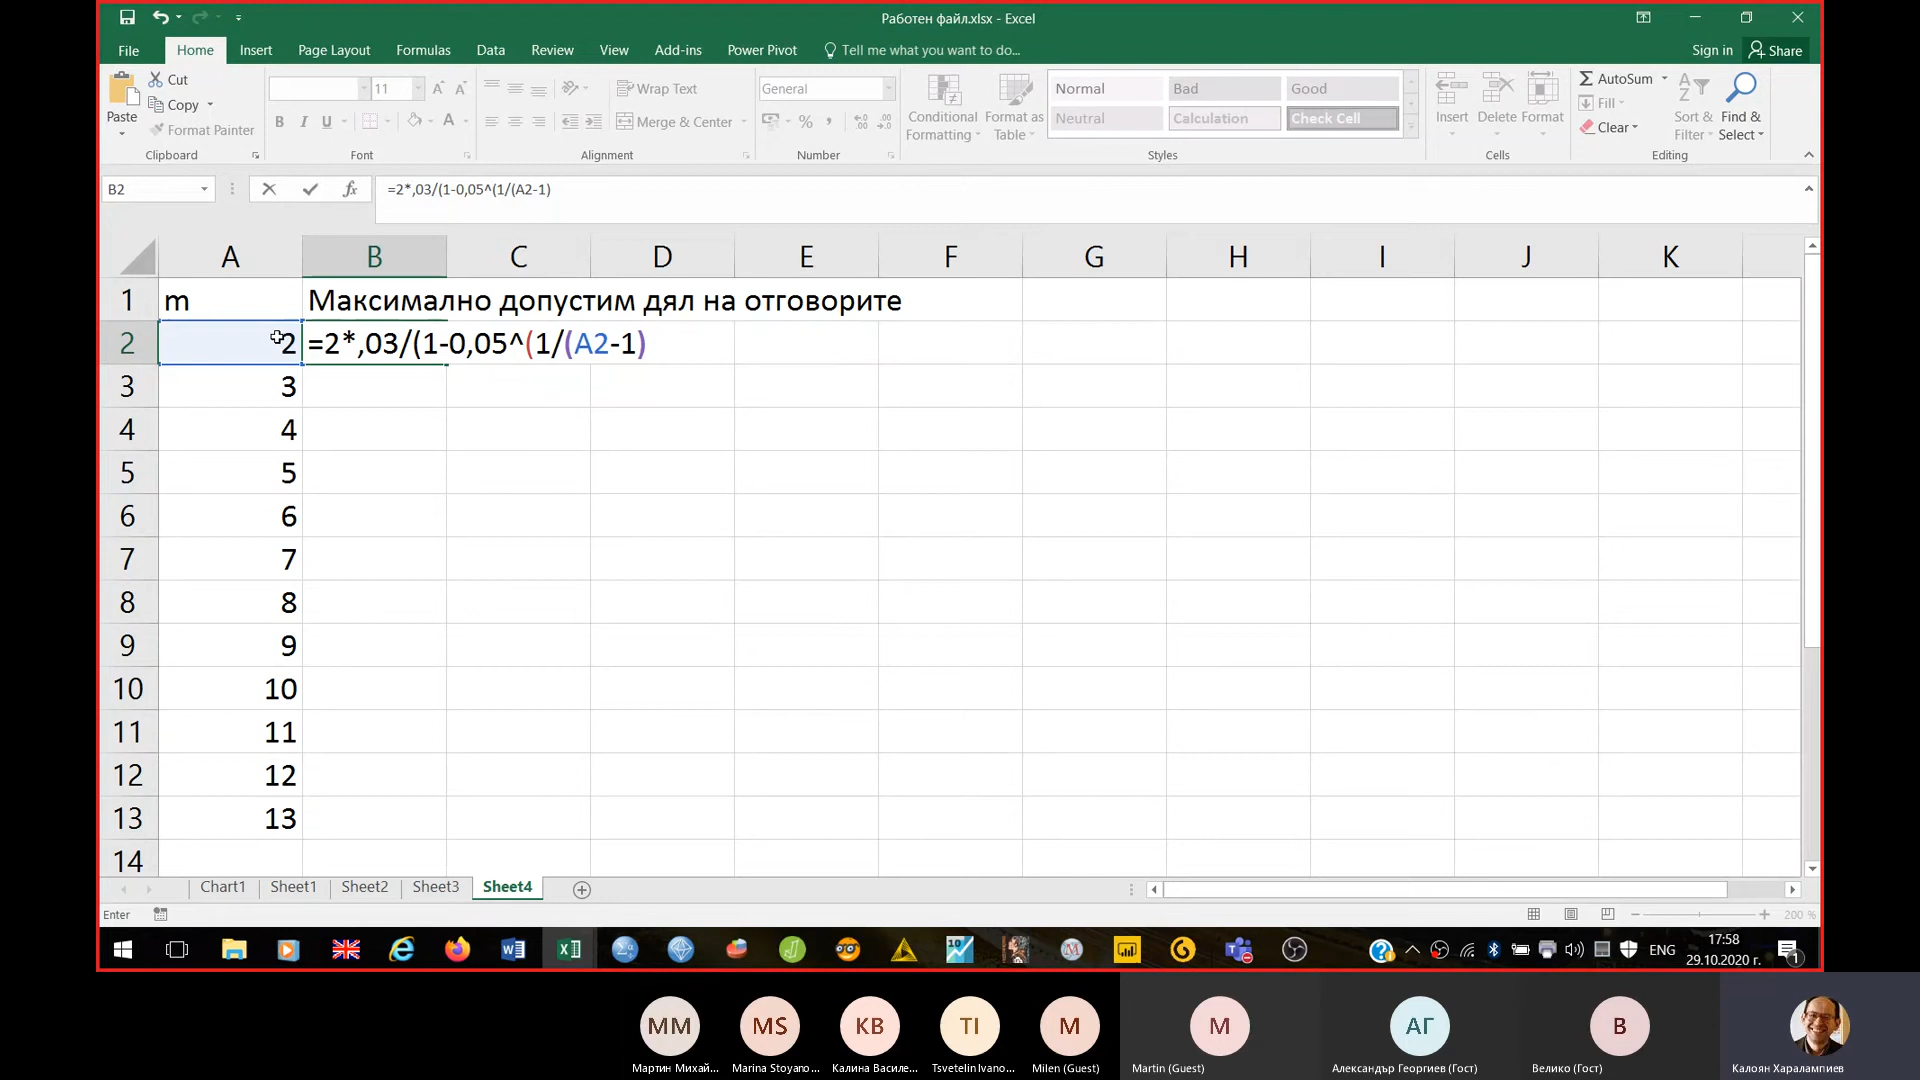 Работен файл.xlsx - Excel
File Home Insert Page Layout Formulas Data Review View Add-ins Power Pivot Tell me what you want to do... Sign in Share
Paste
Cut
Copy
Format Painter
11
B I U
Wrap Text
Merge & Center
General
Conditional Formatting
Format as Table
Normal Bad Good
Neutral Calculation Check Cell
Insert Delete Format
AutoSum
Fill
Clear
Sort & Filter
Find & Select
Clipboard Font Alignment Number Styles Cells Editing
B2 fx =2*,03/(1-0,05^(1/(A2-1)
A B C D E F G H I J K
1 m Максимално допустим дял на отговорите
2 2 =2*,03/(1-0,05^(1/(A2-1)
3 3
4 4
5 5
6 6
7 7
8 8
9 9
10 10
11 11
12 12
13 13
14
Chart1 Sheet1 Sheet2 Sheet3 Sheet4
Enter 200 %
ENG 17:58
29.10.2020 г. 1
MM MS KB TI M M АГ В
Мартин Михай... Marina Stoyano... Калина Василе... Tsvetelin Ivano... Milen (Guest) Martin (Guest) Александър Георгиев (Гост) Велико (Гост) Калоян Харалампиев